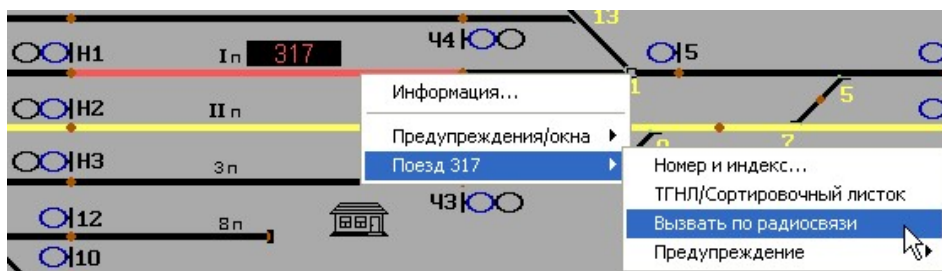 13
Н1
Iп
317
Ч4
5
Информация...
1
5
Н2
IIп
Предупреждения/окна
7
Н3
3п
Поезд 317
Номер и индекс...
ТГНЛ/Сортировочный листок
Ч3
12
8п
Вызвать по радиосвязи
10
Предупреждение